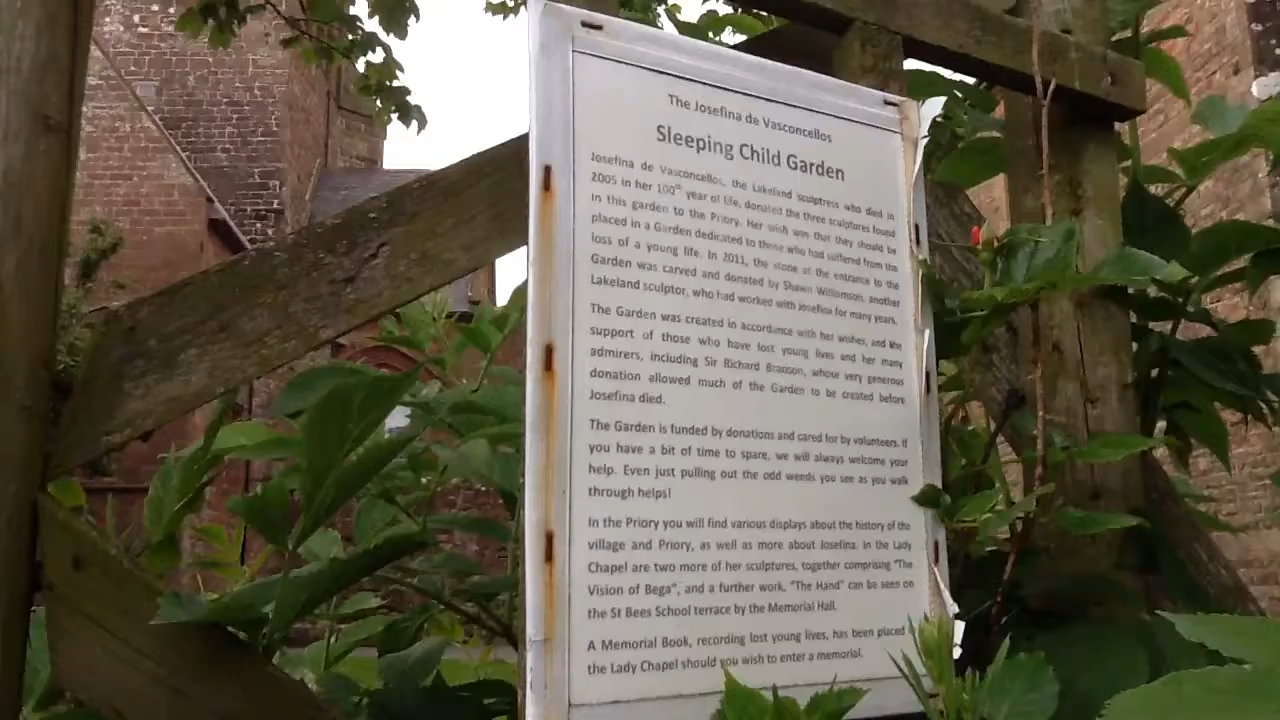 The Josefina de Vasconcellos
Sleeping Child Garden
Josefina de Vasconcellos, the Lakeland sculptress who died in
2005 in her 100th year of life, donated the three sculptures found
in this garden to the Priory. Her wish was that they should be
placed in a Garden dedicated to those who had suffered from the
loss of a young life. In 2011, the stone at the entrance to the
Garden was carved and donated by Shawn Williamson, another
Lakeland sculptor, who had worked with Josefina for many years.
The Garden was created in accordance with her wishes, and the
support of those who have lost young lives and her many
admirers, including Sir Richard Branson, whose very generous
donation allowed much of the Garden to be created before
Josefina died.
The Garden is funded by donations and cared for by volunteers. If
you have a bit of time to spare, we will always welcome your
help. Even just pulling out the odd weeds you see as you walk
through helps!
In the Priory you will find various displays about the history of the
village and Priory, as well as more about Josefina. In the Lady
Chapel are two more of her sculptures, together comprising "The
Vision of Bega", and a further work, "The Hand" can be seen on
the St Bees School terrace by the Memorial Hall.
A Memorial Book, recording lost young lives, has been placed
the Lady Chapel should you wish to enter a memorial.